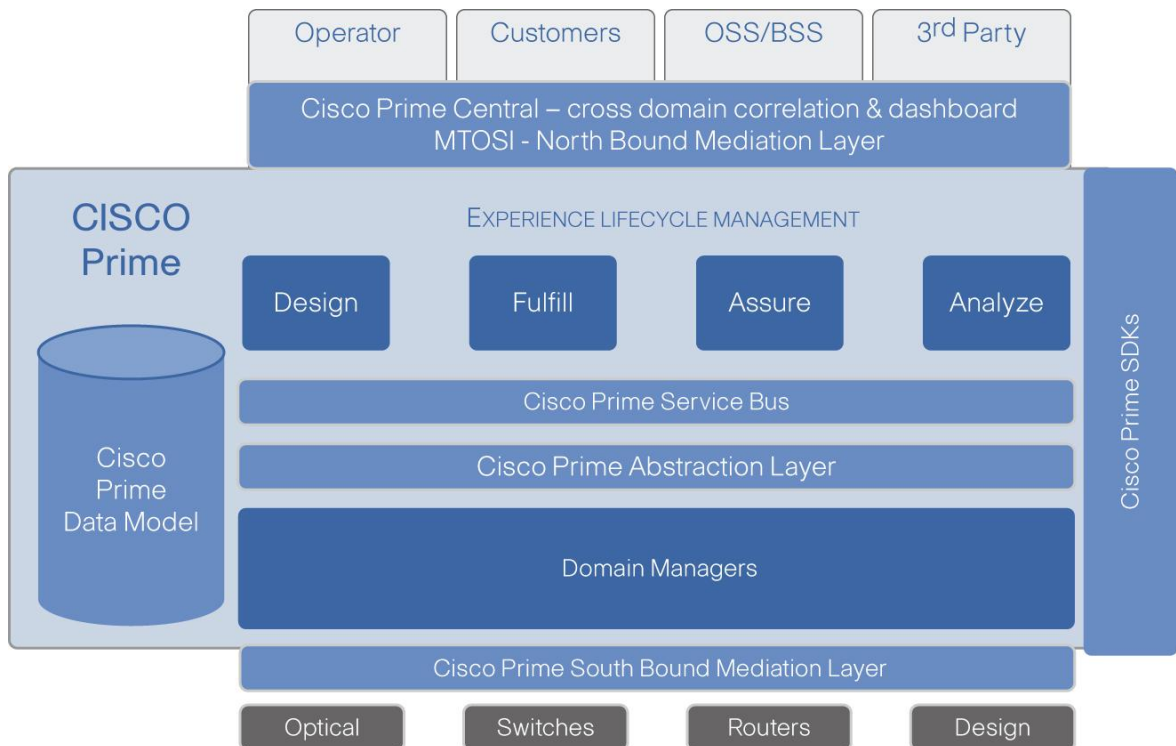 Operator
Customers
OSS/BSS
3rd Party
Cisco Prime Central – cross domain correlation & dashboard
MTOSI - North Bound Mediation Layer
CISCO
Prime
EXPERIENCE LIFECYCLE MANAGEMENT
Design
Fulfill
Assure
Analyze
Cisco Prime Service Bus
Cisco Prime Abstraction Layer
Cisco
Prime
Data Model
Domain Managers
Cisco Prime SDKs
Cisco Prime South Bound Mediation Layer
Optical
Switches
Routers
Design